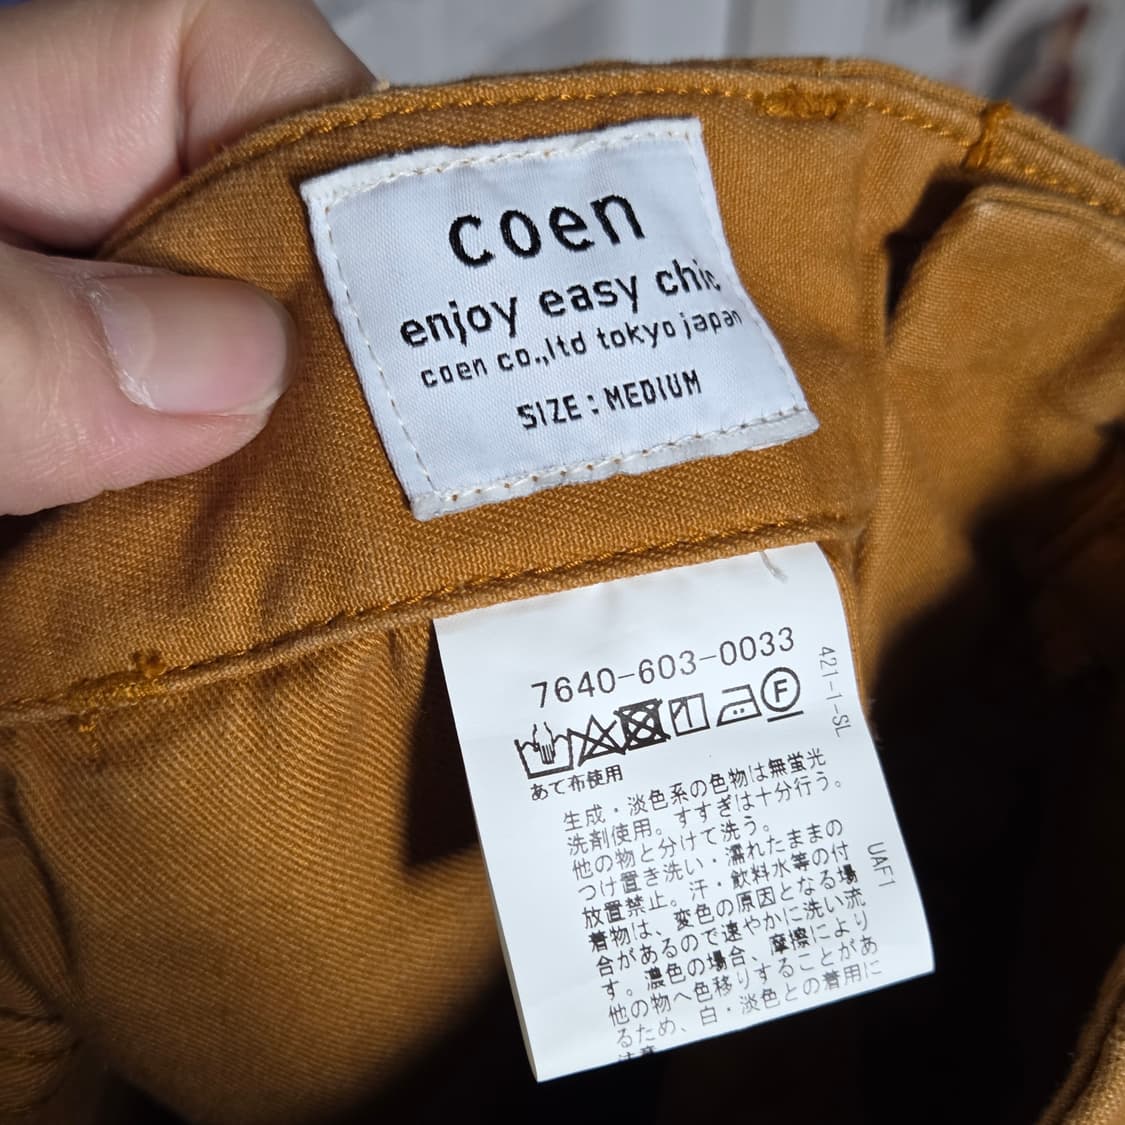 coen
enjoy easy chic
coen co.,ltd tokyo japan
SIZE : MEDIUM
7640-603-0033
421-1-SL
F
あて布使用
生成・淡色系の色物は無蛍光
洗剤使用。すすぎは十分行う。
他の物と分けて洗う。
つけ置き洗い・濡れたままの
放置禁止。汗・飲料水等の付
着物は、変色の原因となる場
合があるので速やかに洗い流
す。濃色の場合、摩擦により
他の物へ色移りすることがあ
るため、白・淡色との着用に
UAF1